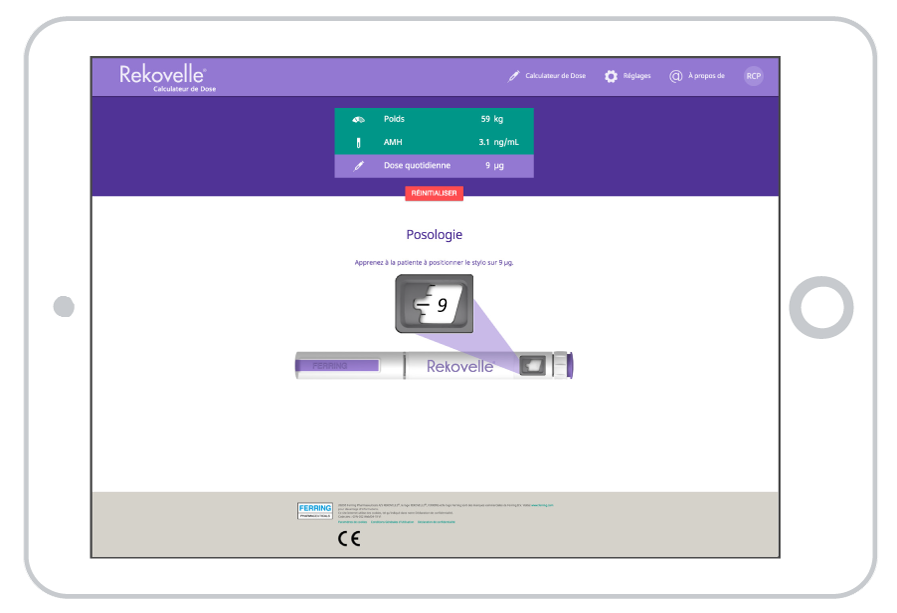 Rekovelle®
Calculateur de Dose
Calculateur de Dose
Réglages
À propos de
RCP
Poids 59 kg
AMH 3.1 ng/mL
Dose quotidienne 9 µg
RÉINITIALISER
Posologie
Apprenez à la patiente à positionner le stylo sur 9 µg.
9
FERRING
Rekovelle®
FERRING
PHARMACEUTICALS
CE